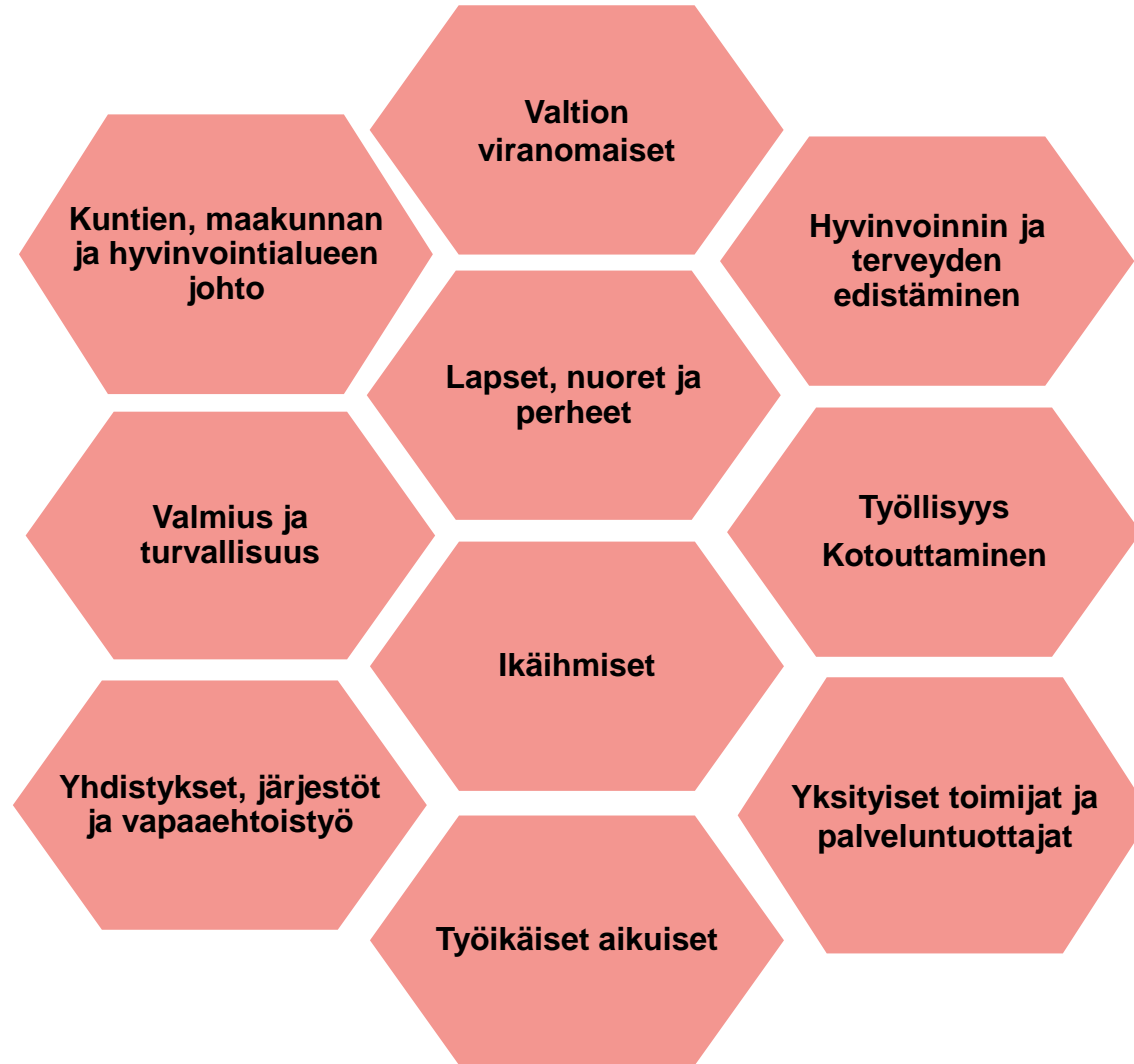 Valtion
viranomaiset
Kuntien, maakunnan
ja hyvinvointialueen
johto
Hyvinvoinnin ja
terveyden
edistäminen
Lapset, nuoret ja
perheet
Valmius ja
turvallisuus
Työllisyys
Kotouttaminen
Ikäihmiset
Yhdistykset, järjestöt
ja vapaaehtoistyö
Yksityiset toimijat ja
palveluntuottajat
Työikäiset aikuiset